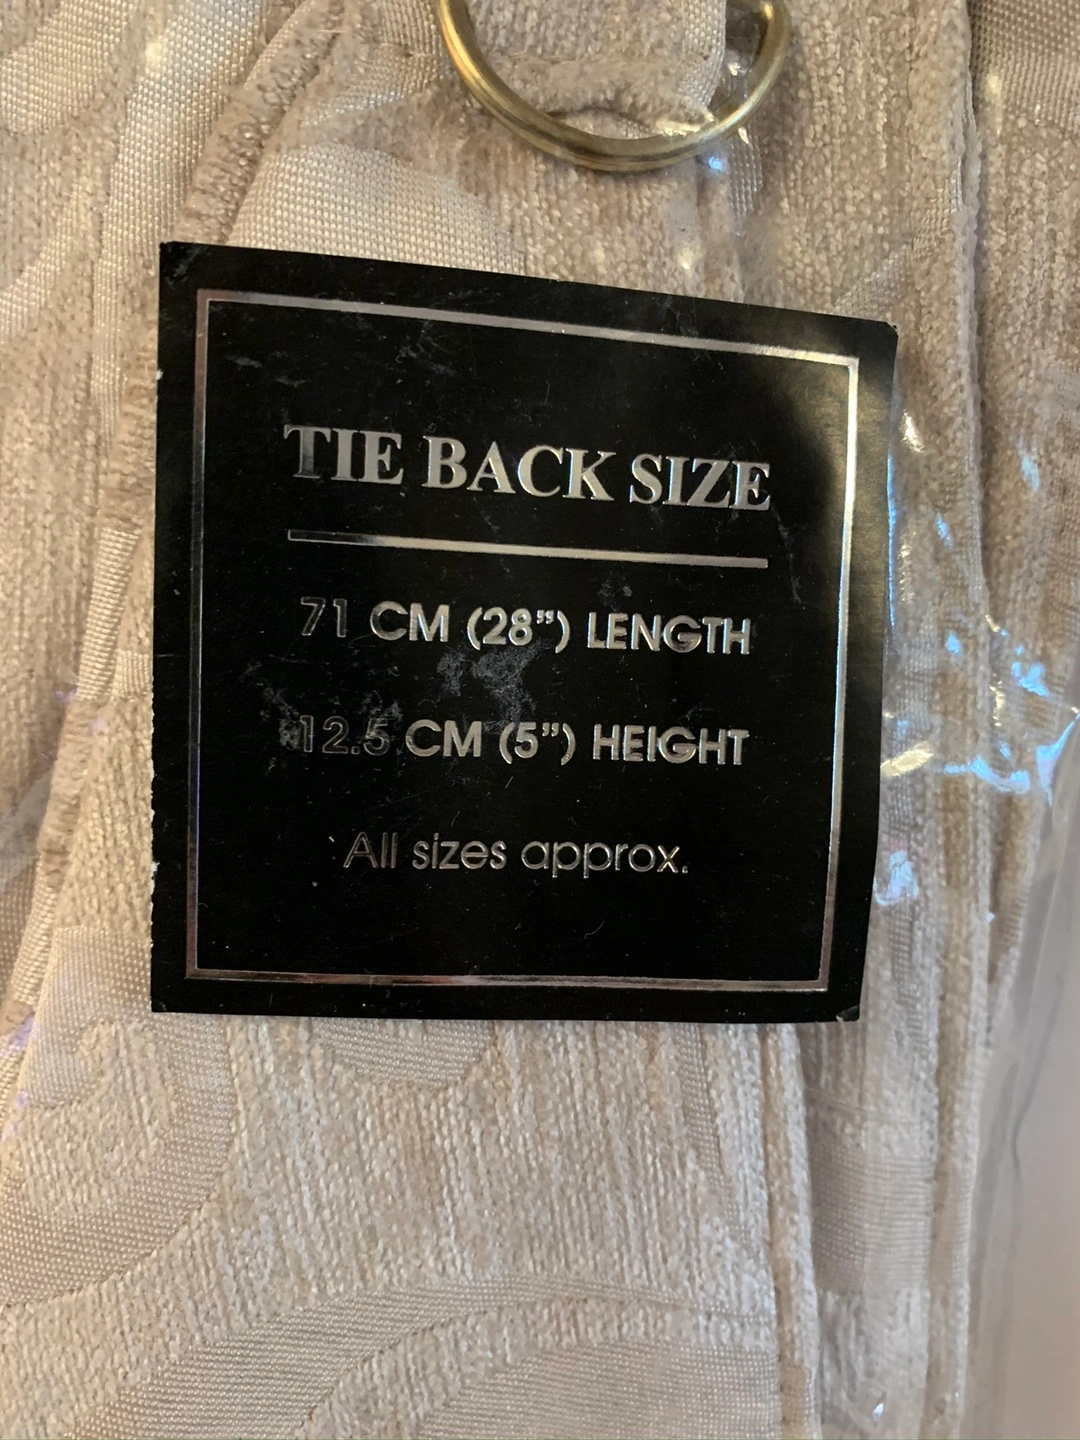 TIE BACK SIZE
71 CM (28”) LENGTH
12.5 CM (5”) HEIGHT
All sizes approx.